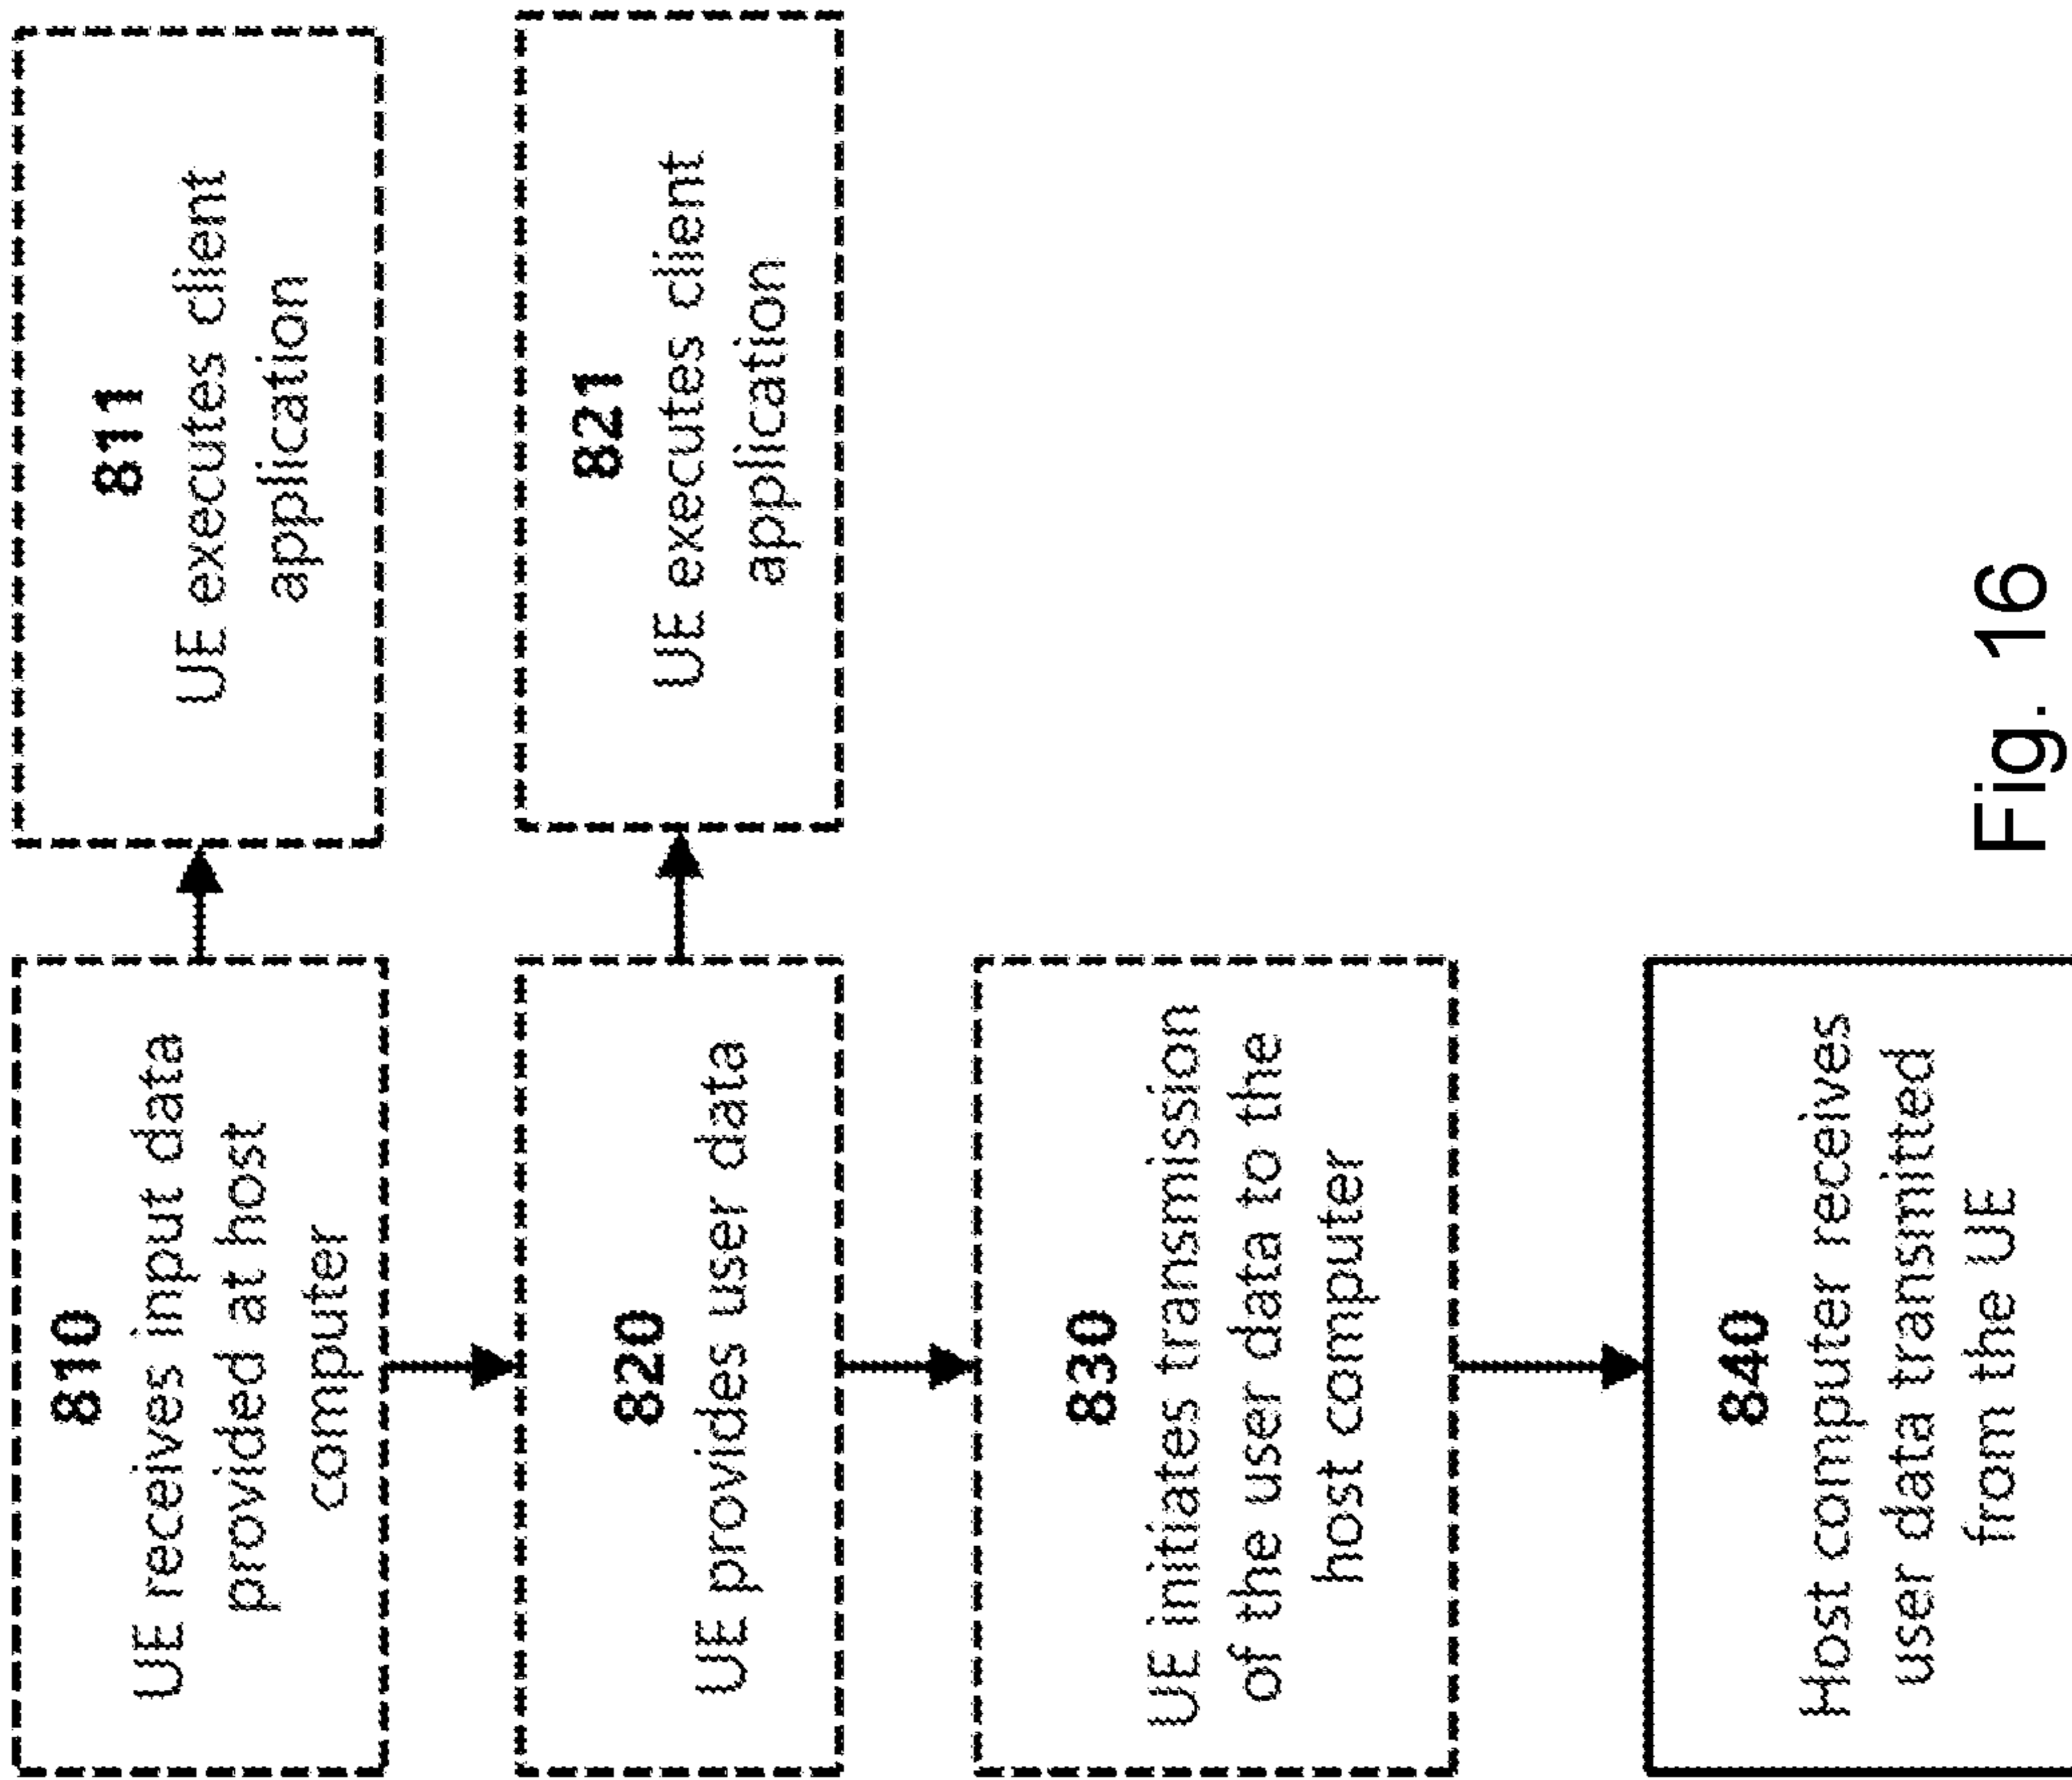 810
UE receives input data
provided at host
computer
811
UE executes client
application
820
UE provides user data
821
UE executes client
application
830
UE initiates transmission
of the user data to the
host computer
840
Host computer receives
user data transmitted
from the UE
Fig. 16